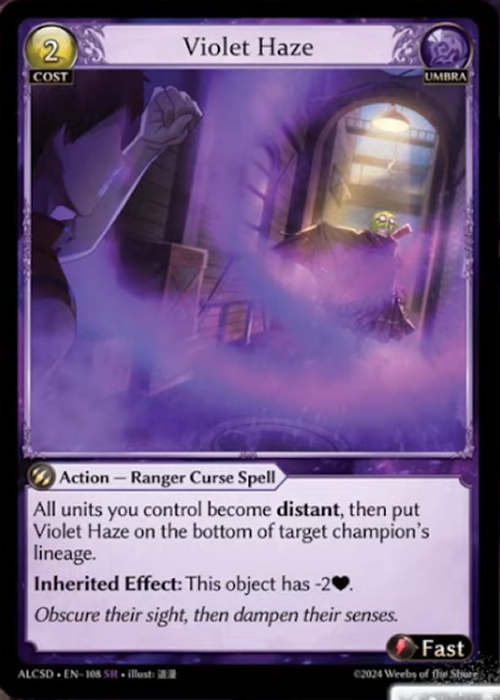 2
Violet Haze
COST
UMBRA
Action — Ranger Curse Spell
All units you control become distant, then put
Violet Haze on the bottom of target champion's
lineage.
Inherited Effect: This object has -2♥.
Obscure their sight, then dampen their senses.
Fast
ALCSD • EN-108 SR • illust: 道漫
©2024 Weebs of the Shore